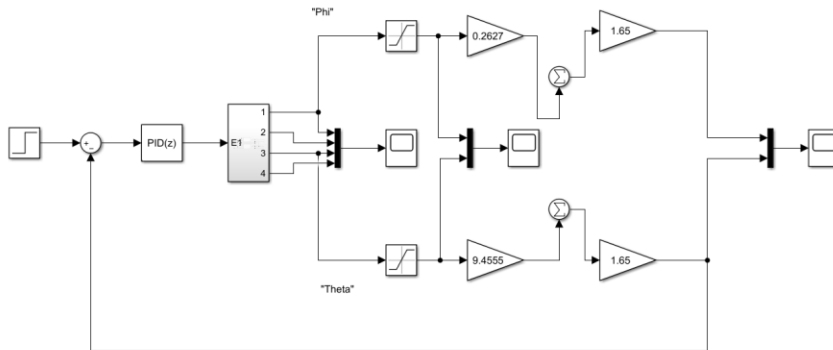 "Phi"
0.2627
1.65
Σ
+
−
PID(z)
E1
1
2
3
4
Σ
9.4555
1.65
"Theta"